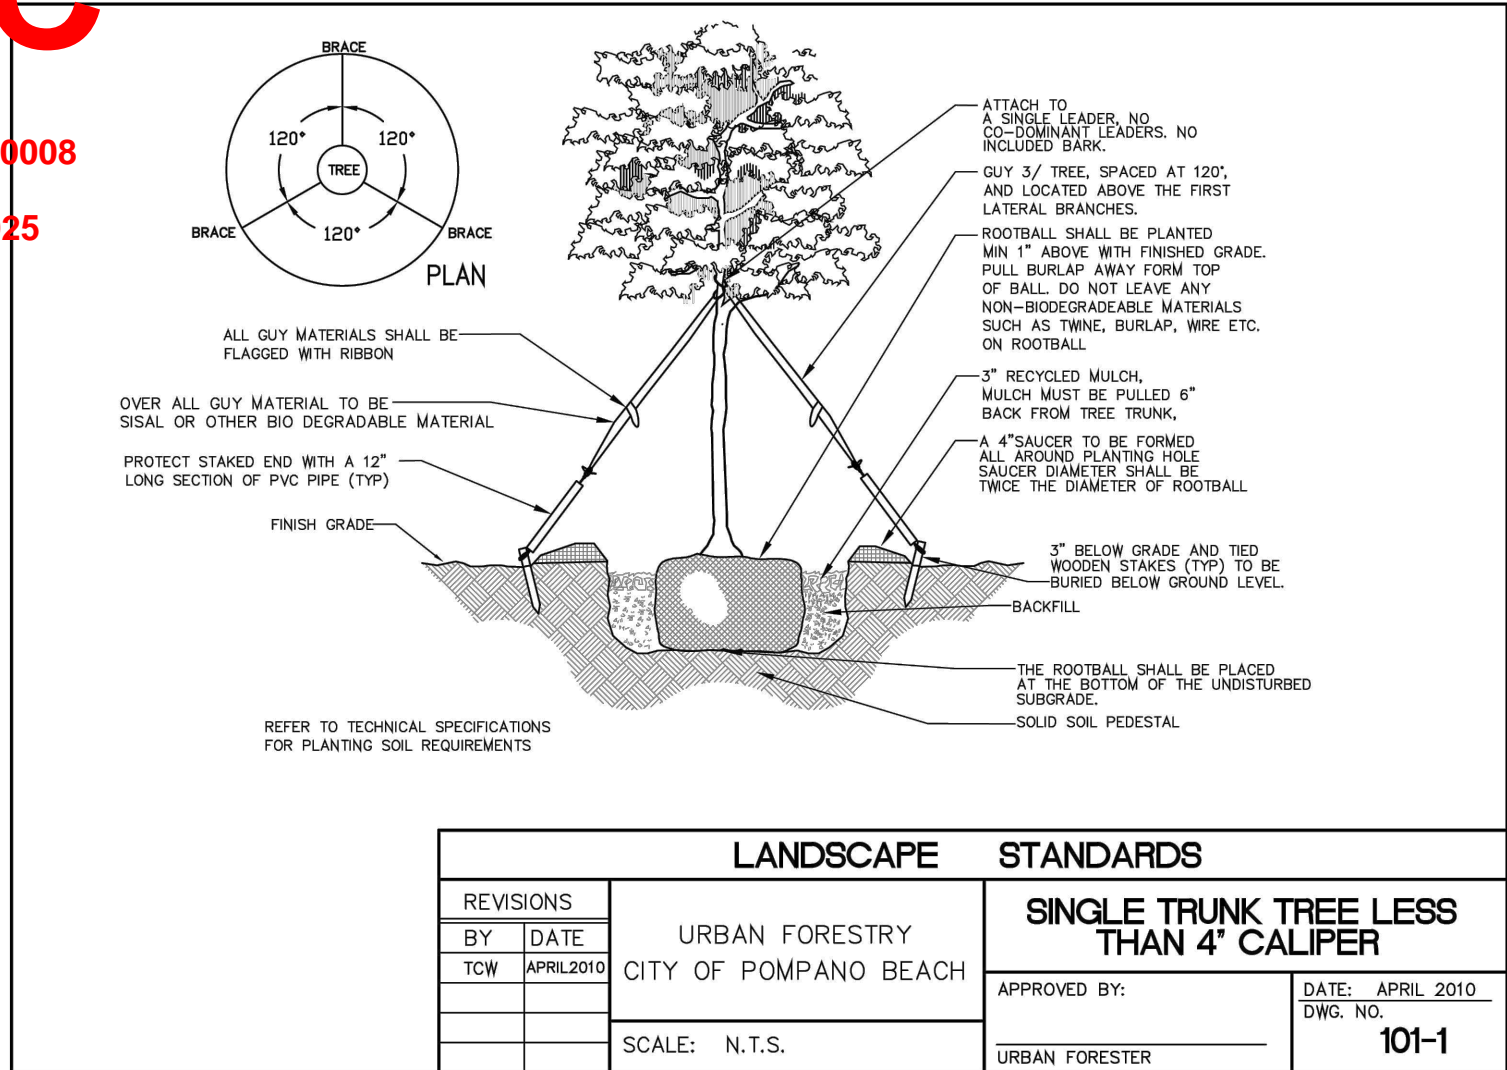 C
0008
25
BRACE
120°
120°
TREE
120°
BRACE
BRACE
PLAN
ATTACH TO
A SINGLE LEADER, NO
CO-DOMINANT LEADERS. NO
INCLUDED BARK.
GUY 3/ TREE, SPACED AT 120°,
AND LOCATED ABOVE THE FIRST
LATERAL BRANCHES.
ROOTBALL SHALL BE PLANTED
MIN 1" ABOVE WITH FINISHED GRADE.
PULL BURLAP AWAY FORM TOP
OF BALL. DO NOT LEAVE ANY
NON-BIODEGRADEABLE MATERIALS
SUCH AS TWINE, BURLAP, WIRE ETC.
ON ROOTBALL
3" RECYCLED MULCH,
MULCH MUST BE PULLED 6"
BACK FROM TREE TRUNK,
A 4"SAUCER TO BE FORMED
ALL AROUND PLANTING HOLE
SAUCER DIAMETER SHALL BE
TWICE THE DIAMETER OF ROOTBALL
3" BELOW GRADE AND TIED
WOODEN STAKES (TYP) TO BE
BURIED BELOW GROUND LEVEL.
BACKFILL
THE ROOTBALL SHALL BE PLACED
AT THE BOTTOM OF THE UNDISTURBED
SUBGRADE.
SOLID SOIL PEDESTAL
ALL GUY MATERIALS SHALL BE
FLAGGED WITH RIBBON
OVER ALL GUY MATERIAL TO BE
SISAL OR OTHER BIO DEGRADABLE MATERIAL
PROTECT STAKED END WITH A 12"
LONG SECTION OF PVC PIPE (TYP)
FINISH GRADE
REFER TO TECHNICAL SPECIFICATIONS
FOR PLANTING SOIL REQUIREMENTS
LANDSCAPE STANDARDS
REVISIONS
BY DATE
TCW APRIL2010
URBAN FORESTRY
CITY OF POMPANO BEACH
SCALE: N.T.S.
SINGLE TRUNK TREE LESS
THAN 4" CALIPER
APPROVED BY:
URBAN FORESTER
DATE: APRIL 2010
DWG. NO.
101-1